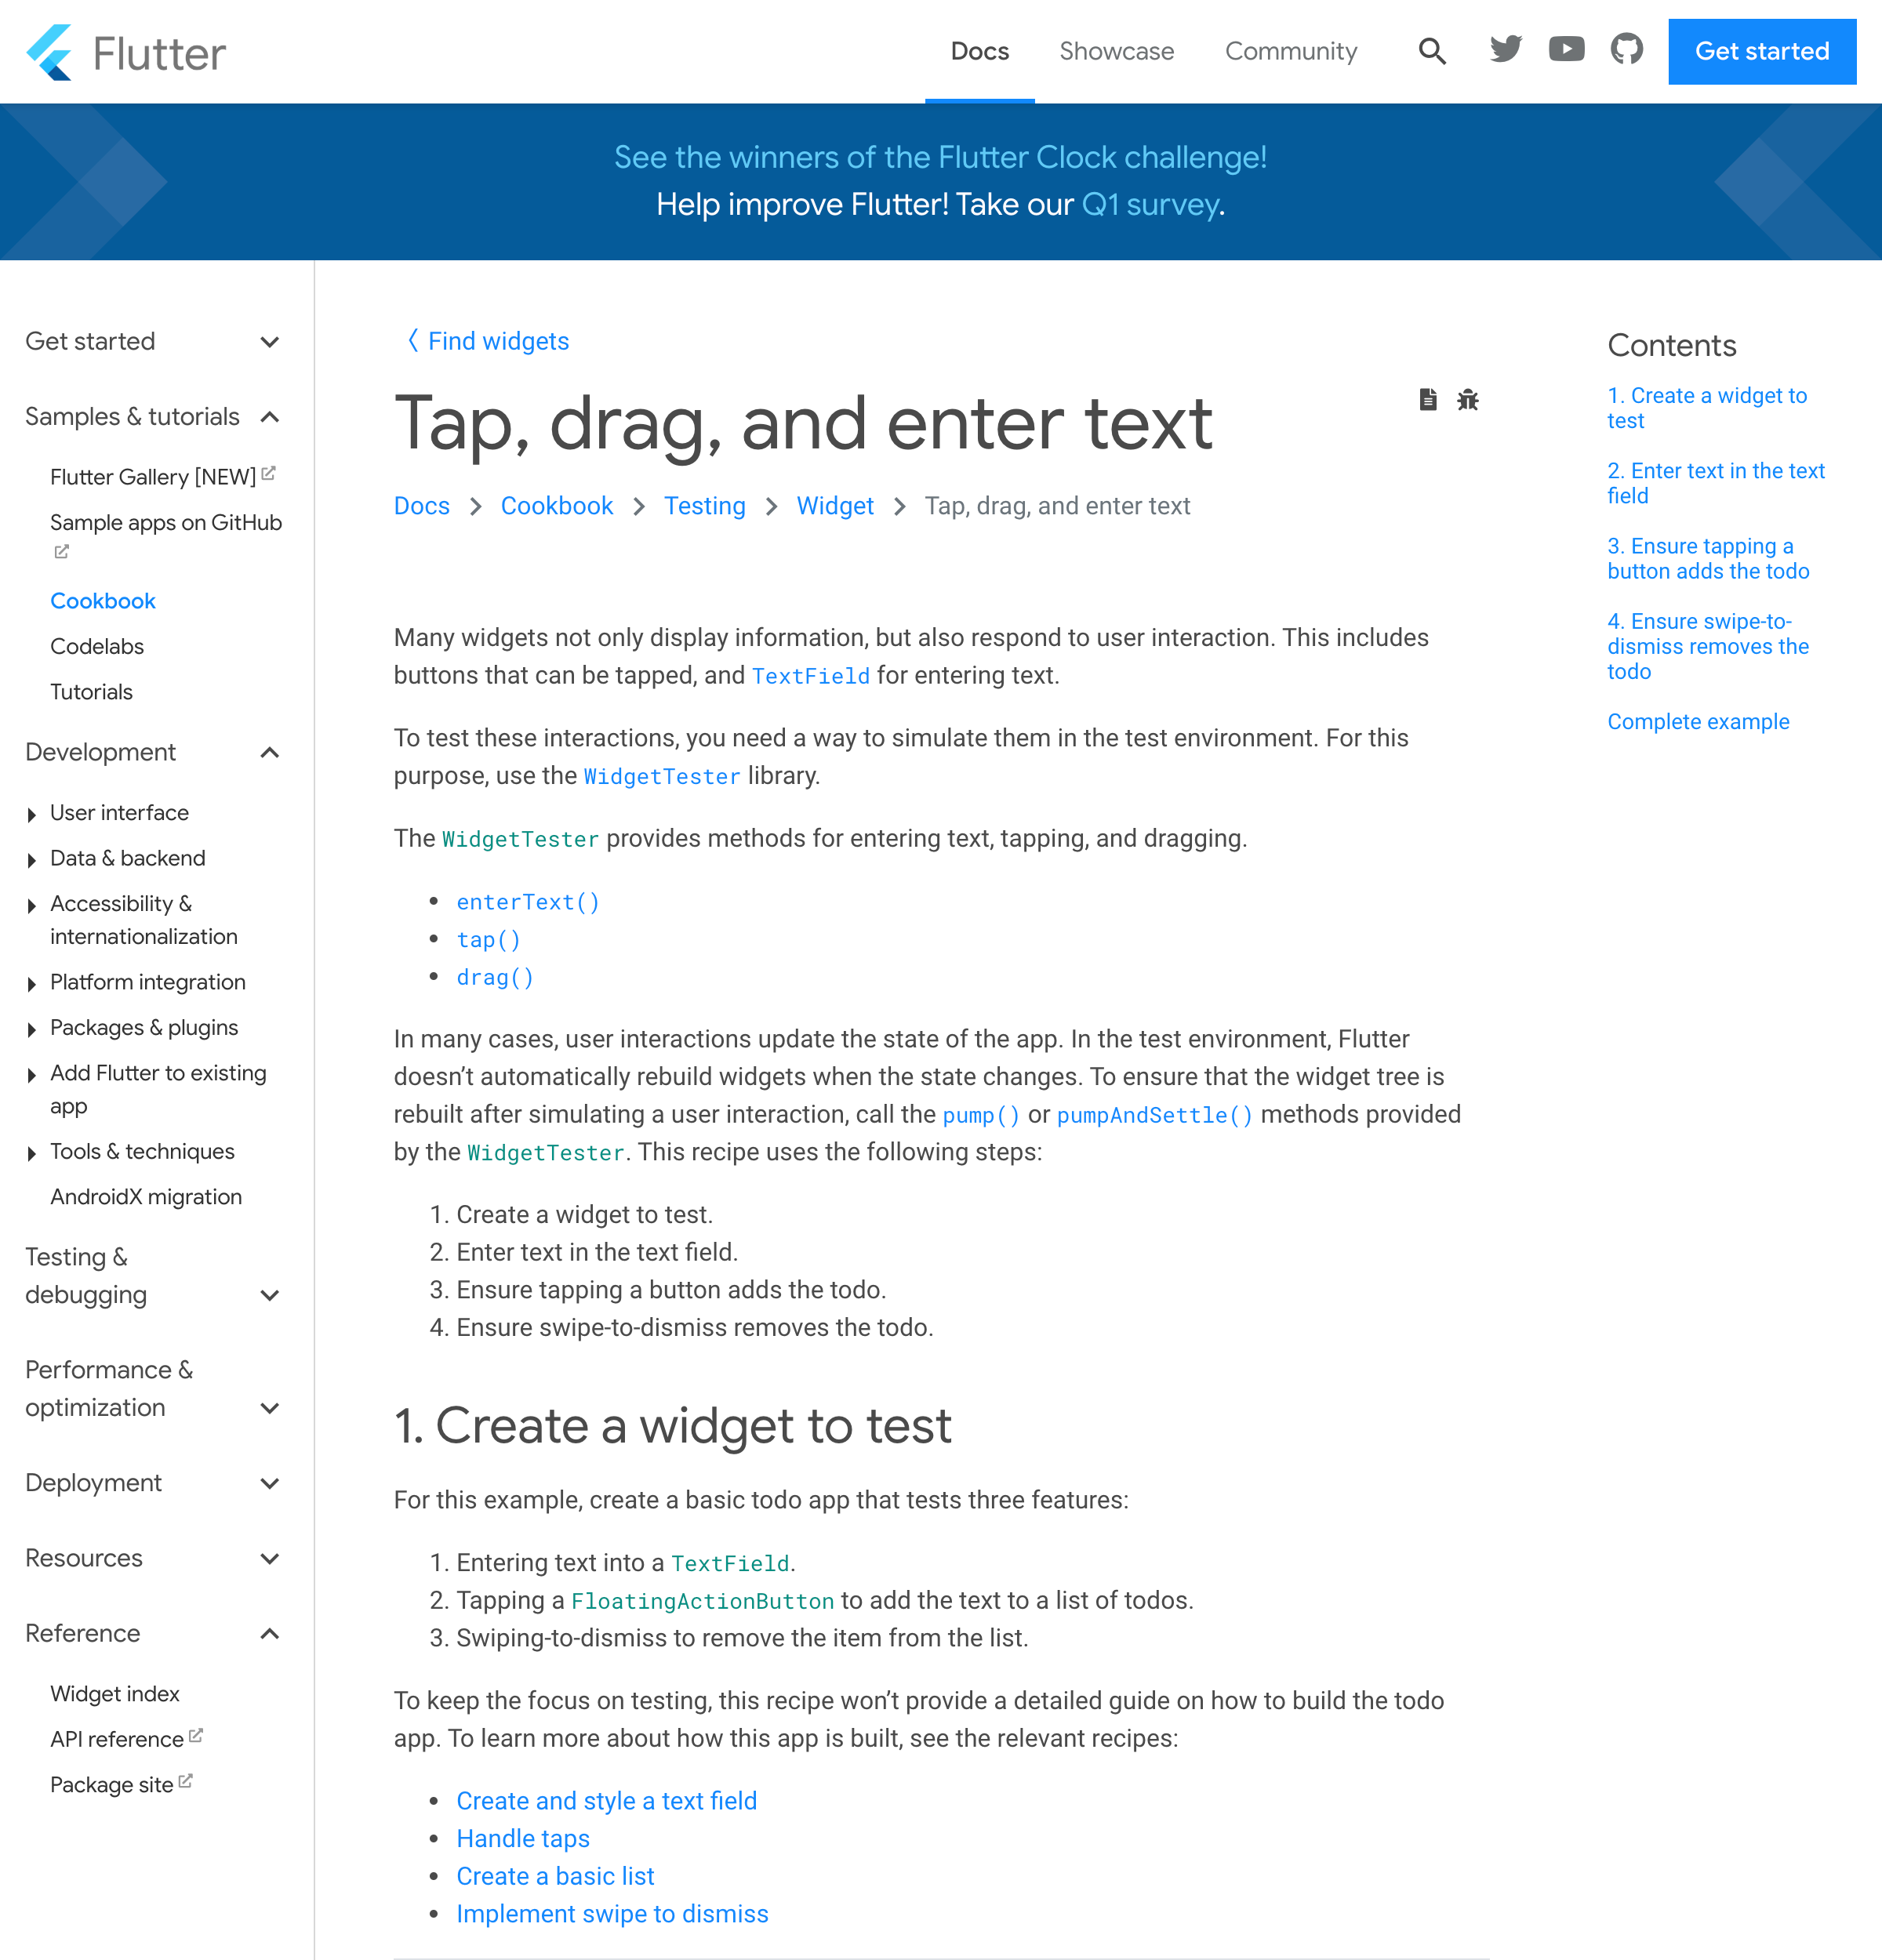 Flutter
Docs
Showcase
Community
Get started
See the winners of the Flutter Clock challenge!
Help improve Flutter! Take our Q1 survey.
Get started
Samples & tutorials
Flutter Gallery [NEW]
Sample apps on GitHub
Cookbook
Codelabs
Tutorials
Development
User interface
Data & backend
Accessibility &
internationalization
Platform integration
Packages & plugins
Add Flutter to existing
app
Tools & techniques
AndroidX migration
Testing &
debugging
Performance &
optimization
Deployment
Resources
Reference
Widget index
API reference
Package site
Find widgets
Tap, drag, and enter text
Docs
Cookbook
Testing
Widget
Tap, drag, and enter text
Many widgets not only display information, but also respond to user interaction. This includes
buttons that can be tapped, and TextField for entering text.
To test these interactions, you need a way to simulate them in the test environment. For this
purpose, use the WidgetTester library.
The WidgetTester provides methods for entering text, tapping, and dragging.
• enterText()
• tap()
• drag()
In many cases, user interactions update the state of the app. In the test environment, Flutter
doesn’t automatically rebuild widgets when the state changes. To ensure that the widget tree is
rebuilt after simulating a user interaction, call the pump() or pumpAndSettle() methods provided
by the WidgetTester. This recipe uses the following steps:
1. Create a widget to test.
2. Enter text in the text field.
3. Ensure tapping a button adds the todo.
4. Ensure swipe-to-dismiss removes the todo.
1. Create a widget to test
For this example, create a basic todo app that tests three features:
1. Entering text into a TextField.
2. Tapping a FloatingActionButton to add the text to a list of todos.
3. Swiping-to-dismiss to remove the item from the list.
To keep the focus on testing, this recipe won’t provide a detailed guide on how to build the todo
app. To learn more about how this app is built, see the relevant recipes:
• Create and style a text field
• Handle taps
• Create a basic list
• Implement swipe to dismiss
Contents
1. Create a widget to
test
2. Enter text in the text
field
3. Ensure tapping a
button adds the todo
4. Ensure swipe-to-
dismiss removes the
todo
Complete example